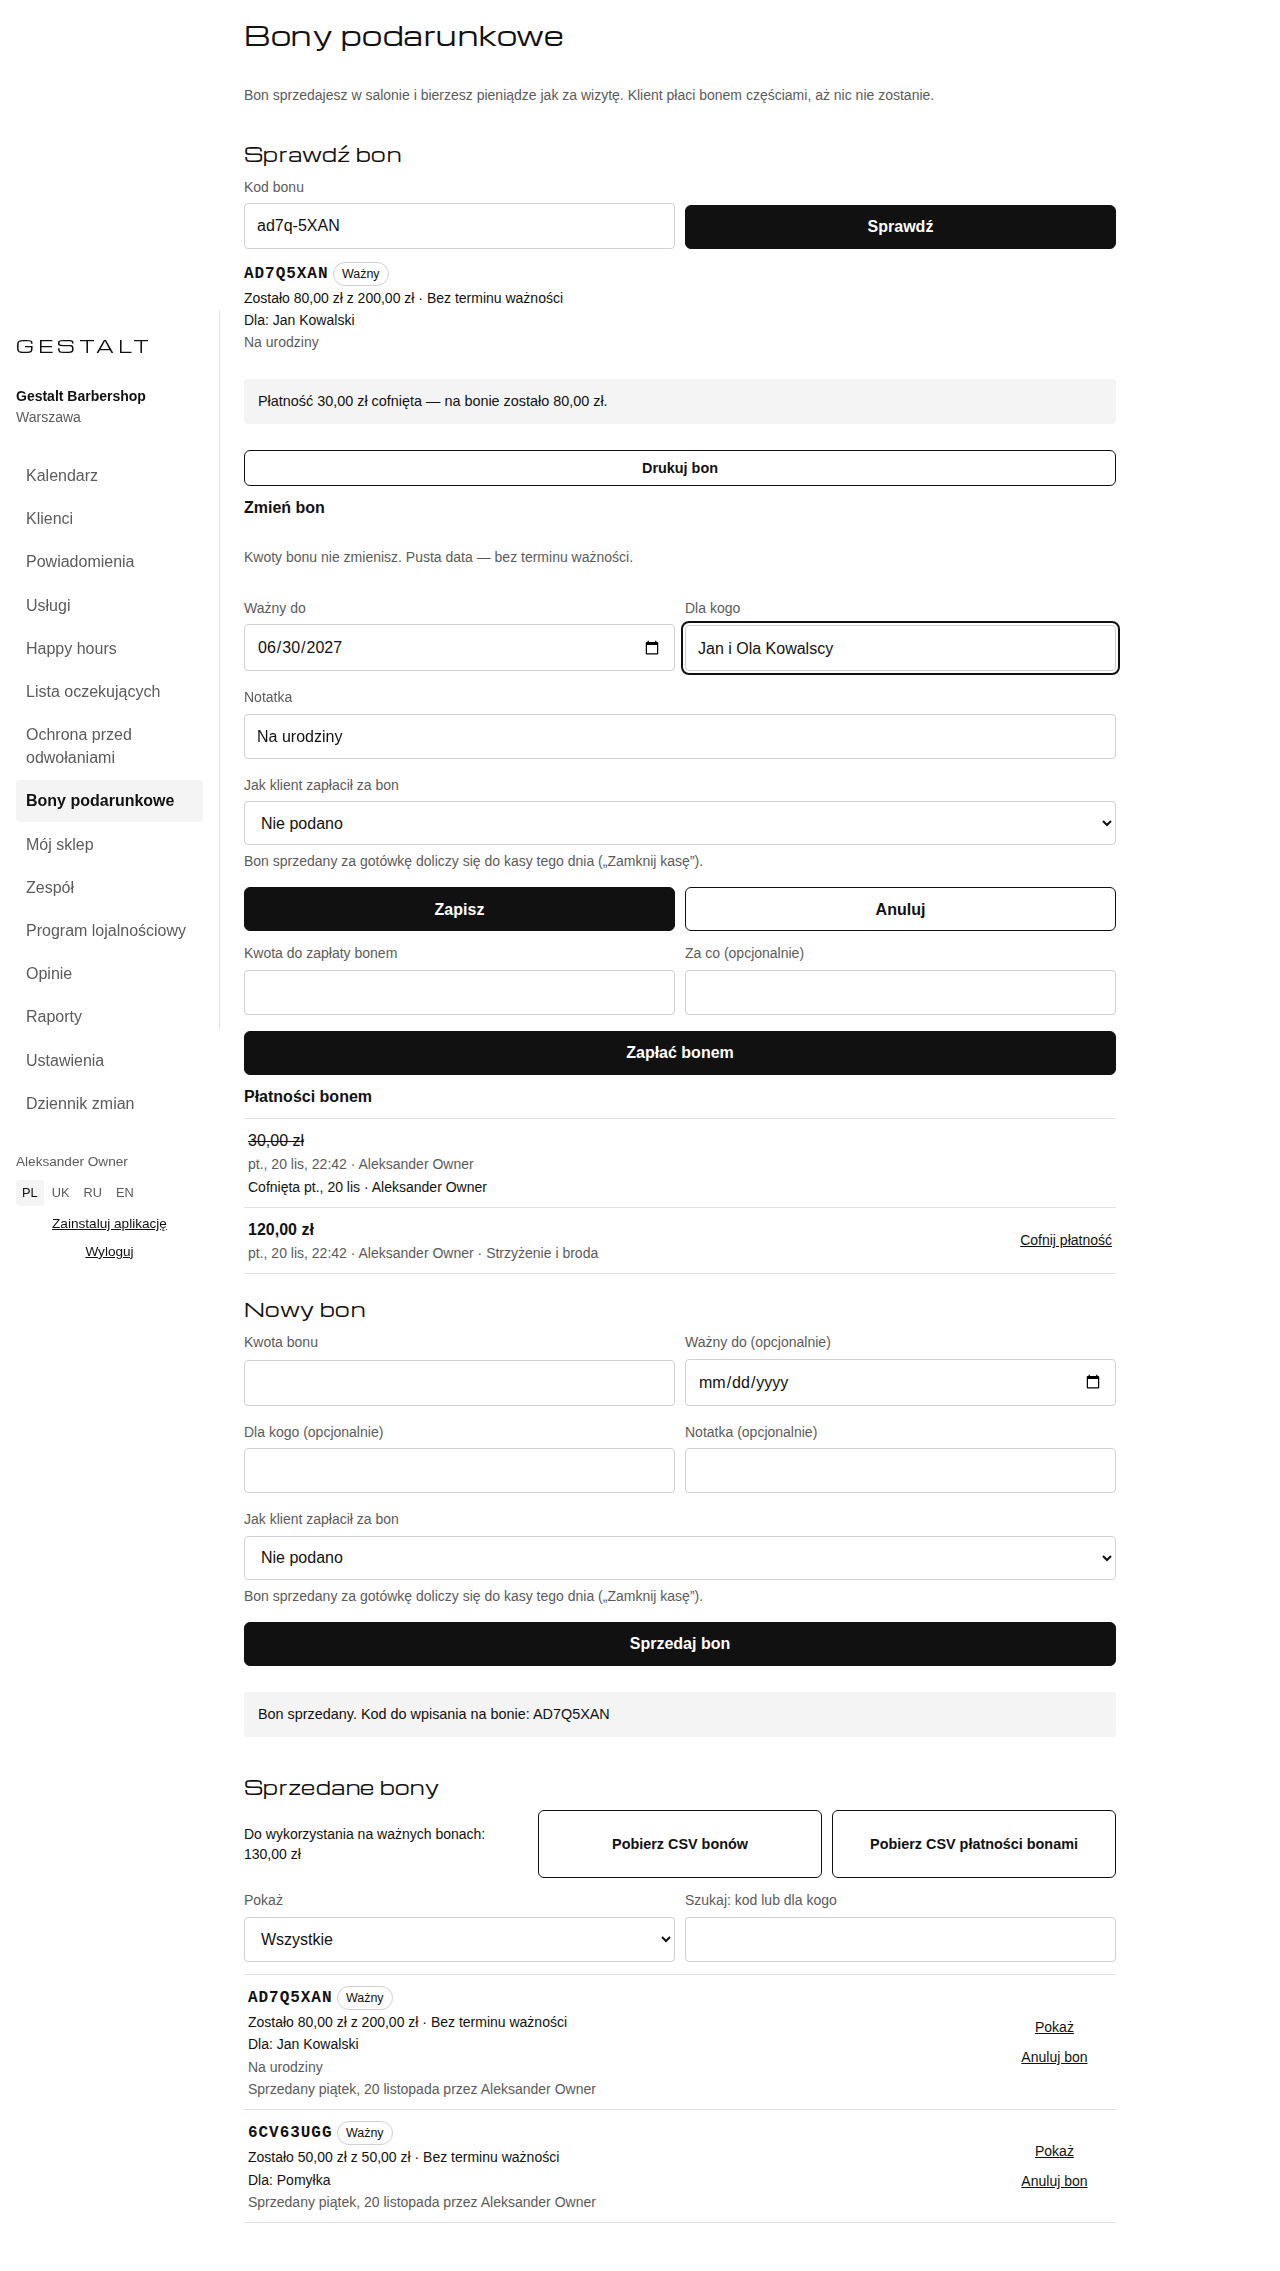 Bony podarunkowe
Bon sprzedajesz w salonie i bierzesz pieniądze jak za wizytę. Klient płaci bonem częściami, aż nic nie zostanie.
Sprawdź bon
Kod bonu
ad7q-5XAN
Sprawdź
AD7Q5XAN Ważny
Zostało 80,00 zł z 200,00 zł · Bez terminu ważności
Dla: Jan Kowalski
Na urodziny
Płatność 30,00 zł cofnięta — na bonie zostało 80,00 zł.
Drukuj bon
Zmień bon
Kwoty bonu nie zmienisz. Pusta data — bez terminu ważności.
Ważny do
Dla kogo
06/30/2027
Jan i Ola Kowalscy
Notatka
Na urodziny
Jak klient zapłacił za bon
Nie podano
Bon sprzedany za gotówkę doliczy się do kasy tego dnia („Zamknij kasę”).
Zapisz
Anuluj
Kwota do zapłaty bonem
Za co (opcjonalnie)
Zapłać bonem
Płatności bonem
30,00 zł
pt., 20 lis, 22:42 · Aleksander Owner
Cofnięta pt., 20 lis · Aleksander Owner
120,00 zł
pt., 20 lis, 22:42 · Aleksander Owner · Strzyżenie i broda
Cofnij płatność
Nowy bon
Kwota bonu
Ważny do (opcjonalnie)
mm/dd/yyyy
Dla kogo (opcjonalnie)
Notatka (opcjonalnie)
Jak klient zapłacił za bon
Nie podano
Bon sprzedany za gotówkę doliczy się do kasy tego dnia („Zamknij kasę”).
Sprzedaj bon
Bon sprzedany. Kod do wpisania na bonie: AD7Q5XAN
Sprzedane bony
Do wykorzystania na ważnych bonach:
130,00 zł
Pobierz CSV bonów
Pobierz CSV płatności bonami
Pokaż
Szukaj: kod lub dla kogo
Wszystkie
AD7Q5XAN Ważny
Zostało 80,00 zł z 200,00 zł · Bez terminu ważności
Dla: Jan Kowalski
Na urodziny
Sprzedany piątek, 20 listopada przez Aleksander Owner
Pokaż
Anuluj bon
6CV63UGG Ważny
Zostało 50,00 zł z 50,00 zł · Bez terminu ważności
Dla: Pomyłka
Sprzedany piątek, 20 listopada przez Aleksander Owner
Pokaż
Anuluj bon
GESTALT
Gestalt Barbershop
Warszawa
Kalendarz
Klienci
Powiadomienia
Usługi
Happy hours
Lista oczekujących
Ochrona przed
odwołaniami
Bony podarunkowe
Mój sklep
Zespół
Program lojalnościowy
Opinie
Raporty
Ustawienia
Dziennik zmian
Aleksander Owner
PL UK RU EN
Zainstaluj aplikację
Wyloguj